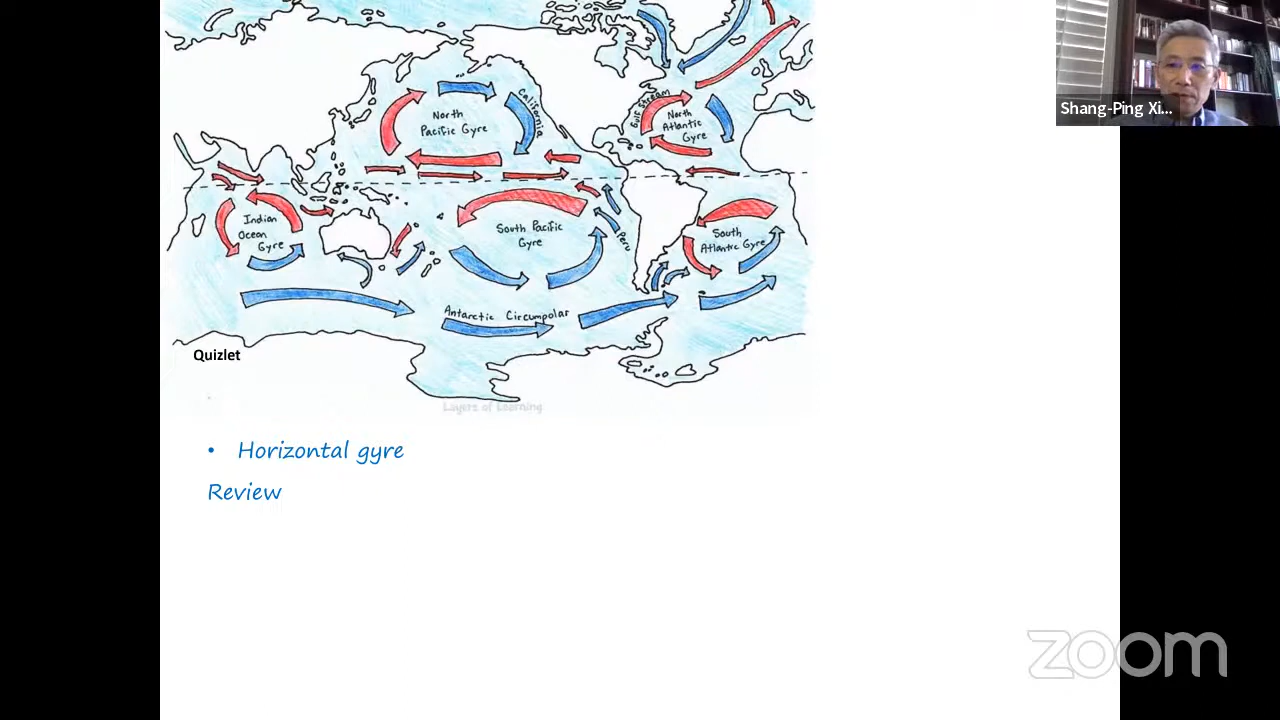 California
Gulf Stream
North
Pacific Gyre
North
Atlantic
Gyre
Shang-Ping Xi...
Indian
Ocean
Gyre
South Pacific
Gyre
Peru
South
Atlantic Gyre
Antarctic Circumpolar
Quizlet
Layers of Learning
• Horizontal gyre
Review
zoom